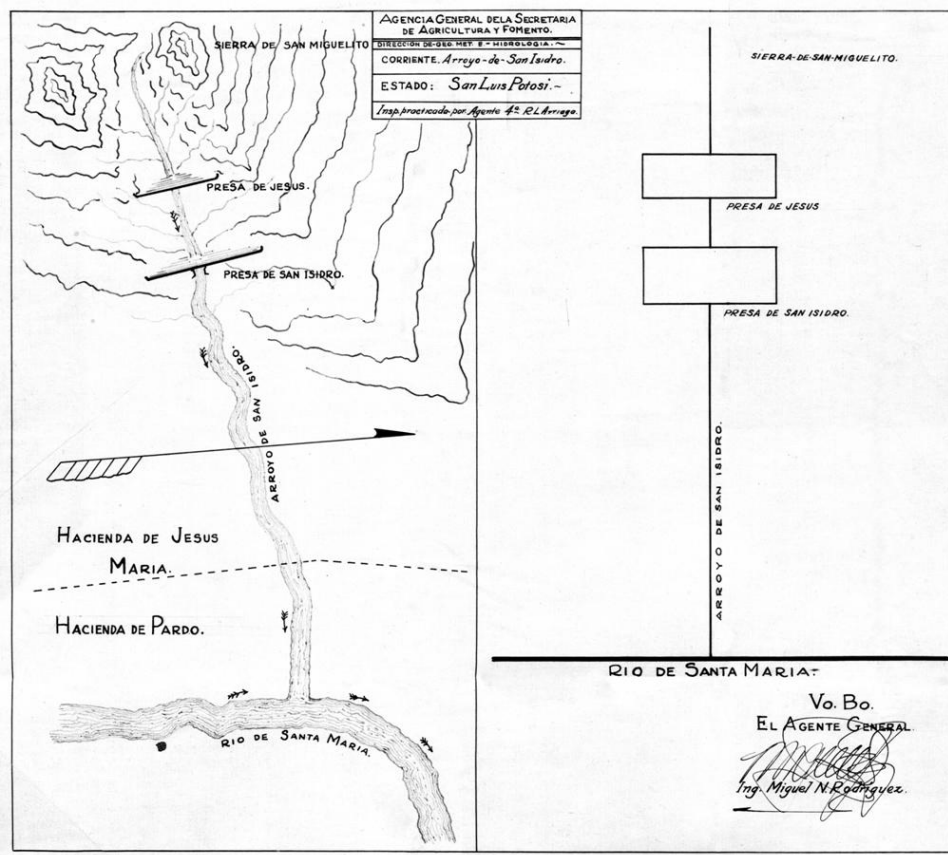 AGENCIA GENERAL DE LA SECRETARIA
DE AGRICULTURA Y FOMENTO.
DIRECCIÓN DE GEO. MET. E - HIDROLOGIA.~
CORRIENTE. Arroyo-de-San Isidro.
ESTADO: San Luis Potosi.-
Insp. practicada por Agente 4º R.L. Arriaga.
SIERRA DE SAN MIGUELITO
PRESA DE JESUS.
PRESA DE SAN ISIDRO.
ARROYO DE SAN ISIDRO.
HACIENDA DE JESUS
MARIA.
HACIENDA DE PARDO.
RIO DE SANTA MARIA.
SIERRA-DE-SAN-MIGUELITO.
PRESA DE JESUS
PRESA DE SAN ISIDRO.
ARROYO DE SAN ISIDRO.
RIO DE SANTA MARIA-
Vo. Bo.
EL AGENTE GENERAL.
Ing. Miguel N. Rodriguez.